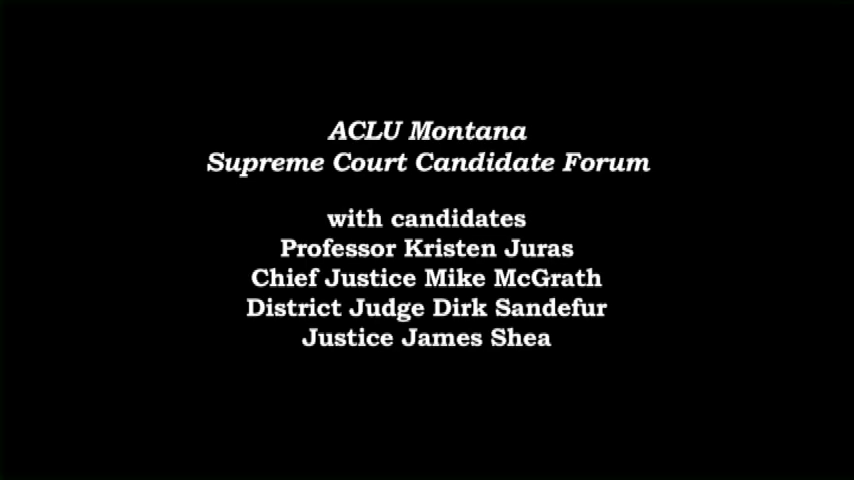 ACLU Montana
Supreme Court Candidate Forum
with candidates
Professor Kristen Juras
Chief Justice Mike McGrath
District Judge Dirk Sandefur
Justice James Shea